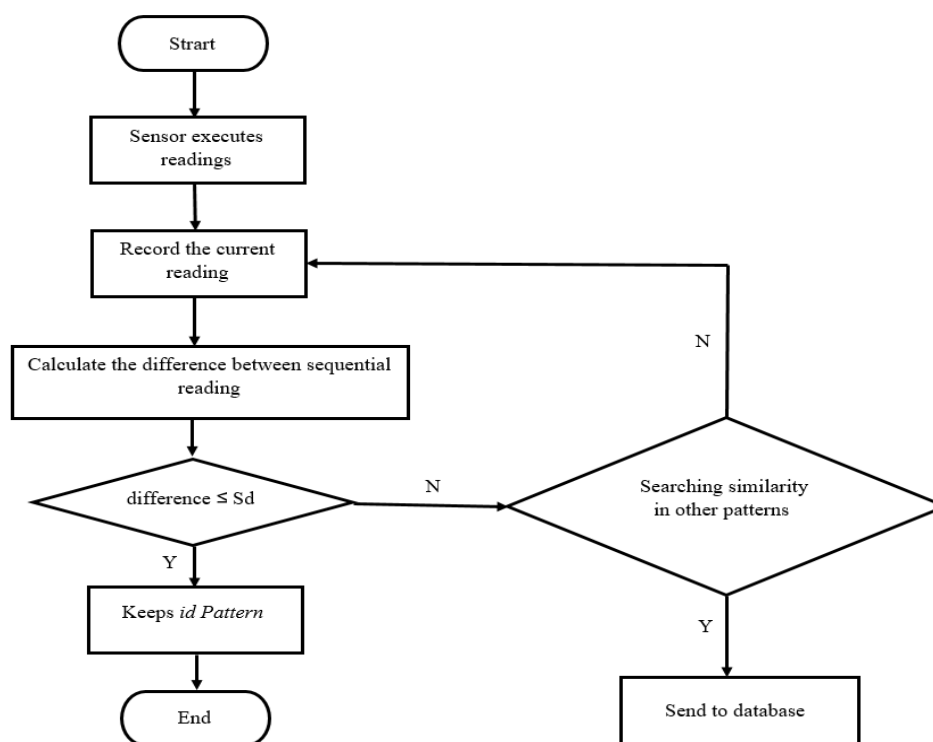 Strart
Sensor executes
readings
Record the current
reading
N
Calculate the difference between sequential
reading
difference ≤ Sd
N
Searching similarity
in other patterns
Y
Keeps id Pattern
Y
End
Send to database